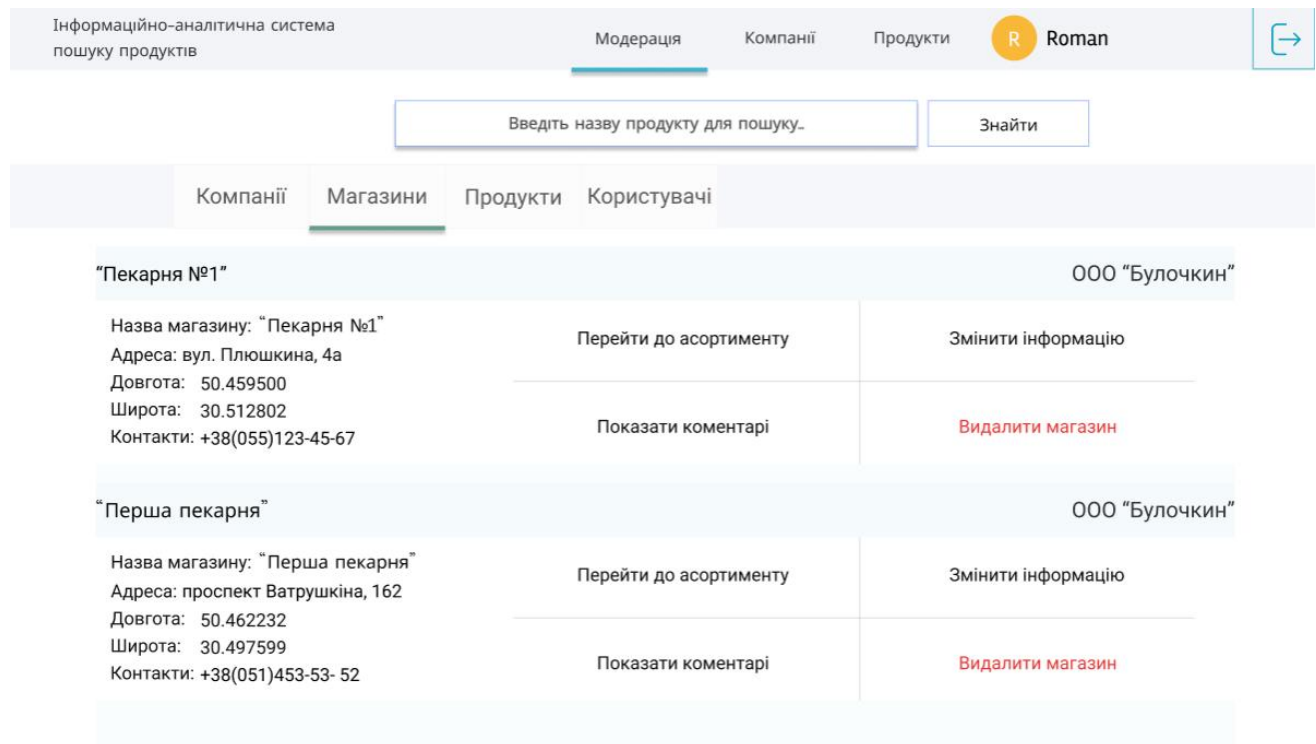 Інформаційно-аналітична система
пошуку продуктів
Модерація
Компанії
Продукти
R
Roman
Введіть назву продукту для пошуку..
Знайти
Компанії
Магазини
Продукти
Користувачі
“Пекарня №1”
ООО “Булочкин”
Назва магазину: “Пекарня №1”
Адреса: вул. Плюшкина, 4а
Довгота: 50.459500
Широта: 30.512802
Контакти: +38(055)123-45-67
Перейти до асортименту
Змінити інформацію
Показати коментарі
Видалити магазин
“Перша пекарня”
ООО “Булочкин”
Назва магазину: “Перша пекарня”
Адреса: проспект Ватрушкіна, 162
Довгота: 50.462232
Широта: 30.497599
Контакти: +38(051)453-53- 52
Перейти до асортименту
Змінити інформацію
Показати коментарі
Видалити магазин